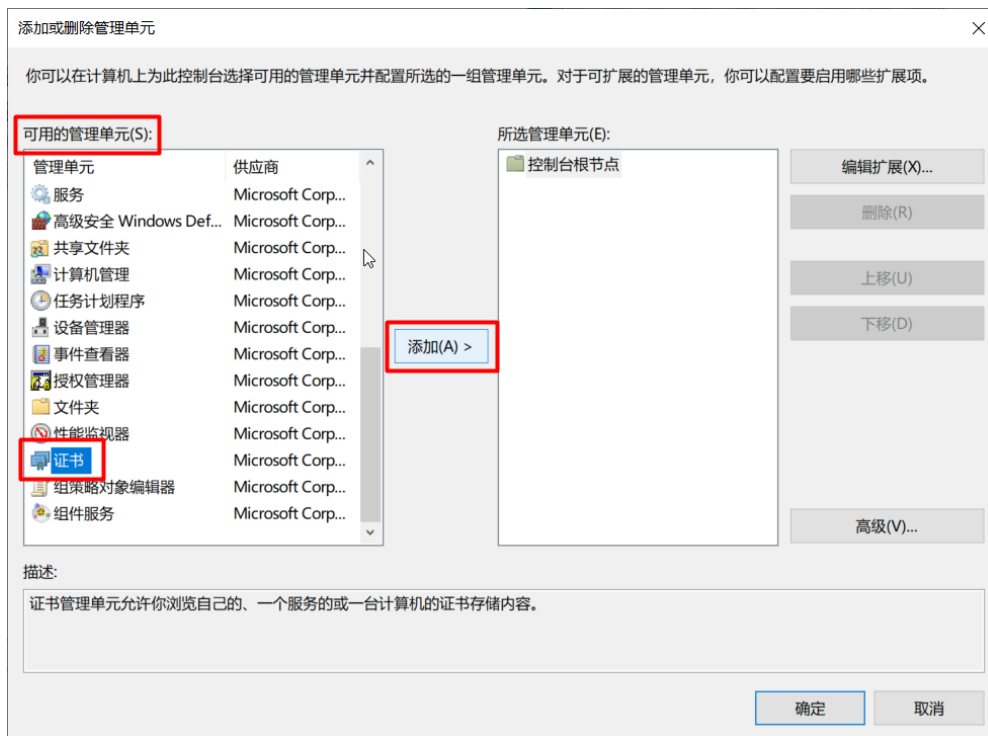 添加或删除管理单元
你可以在计算机上为此控制台选择可用的管理单元并配置所选的一组管理单元。对于可扩展的管理单元，你可以配置要启用哪些扩展项。
可用的管理单元(S):
管理单元 供应商
服务 Microsoft Corp...
高级安全 Windows Def... Microsoft Corp...
共享文件夹 Microsoft Corp...
计算机管理 Microsoft Corp...
任务计划程序 Microsoft Corp...
设备管理器 Microsoft Corp...
事件查看器 Microsoft Corp...
授权管理器 Microsoft Corp...
文件夹 Microsoft Corp...
性能监视器 Microsoft Corp...
证书 Microsoft Corp...
组策略对象编辑器 Microsoft Corp...
组件服务 Microsoft Corp...
添加(A) >
所选管理单元(E):
控制台根节点
编辑扩展(X)...
删除(R)
上移(U)
下移(D)
高级(V)...
描述:
证书管理单元允许你浏览自己的、一个服务的或一台计算机的证书存储内容。
确定
取消